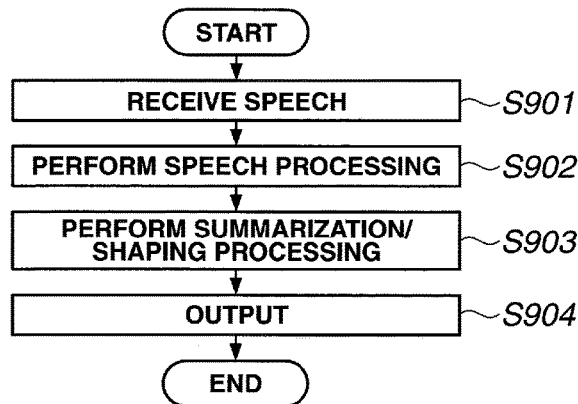 START
RECEIVE SPEECH
S901
PERFORM SPEECH PROCESSING
S902
PERFORM SUMMARIZATION/
SHAPING PROCESSING
S903
OUTPUT
S904
END